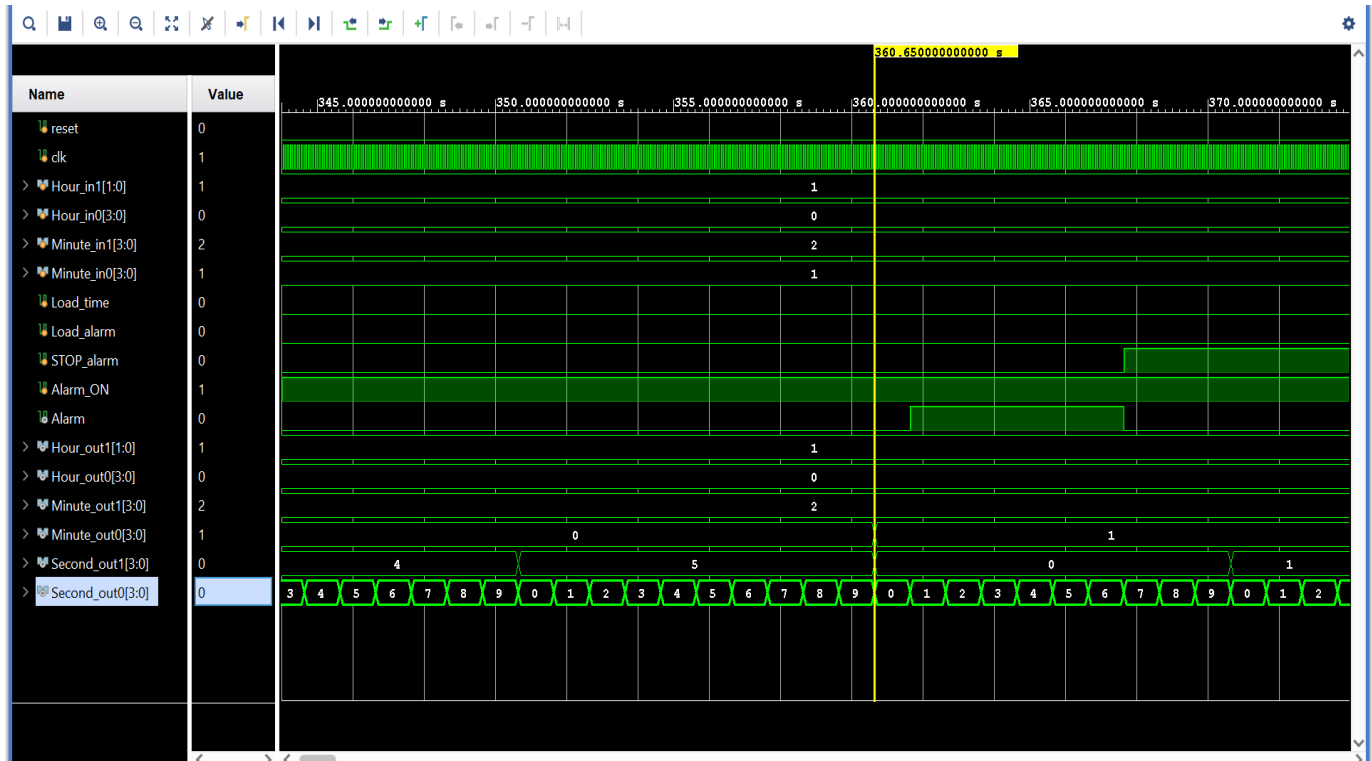 360.650000000000 s
Name Value
345.000000000000 s 350.000000000000 s 355.000000000000 s 360.000000000000 s 365.000000000000 s 370.000000000000 s
reset 0
clk 1
Hour_in1[1:0] 1 1
Hour_in0[3:0] 0 0
Minute_in1[3:0] 2 2
Minute_in0[3:0] 1 1
Load_time 0
Load_alarm 0
STOP_alarm 0
Alarm_ON 1
Alarm 0
Hour_out1[1:0] 1 1
Hour_out0[3:0] 0 0
Minute_out1[3:0] 2 2
Minute_out0[3:0] 1 0 1
Second_out1[3:0] 0 4 5 0 1
Second_out0[3:0] 0 3 4 5 6 7 8 9 0 1 2 3 4 5 6 7 8 9 0 1 2 3 4 5 6 7 8 9 0 1 2